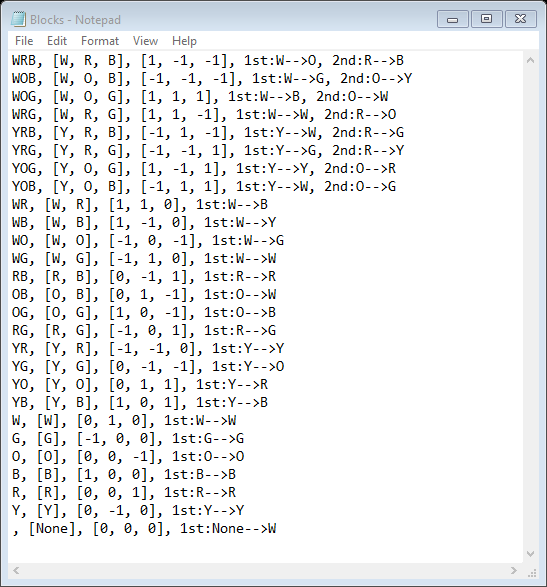 Blocks - Notepad
File Edit Format View Help
WRB, [W, R, B], [1, -1, -1], 1st:W-->O, 2nd:R-->B
WOB, [W, O, B], [-1, -1, -1], 1st:W-->G, 2nd:O-->Y
WOG, [W, O, G], [1, 1, 1], 1st:W-->B, 2nd:O-->W
WRG, [W, R, G], [1, 1, -1], 1st:W-->W, 2nd:R-->O
YRB, [Y, R, B], [-1, 1, -1], 1st:Y-->W, 2nd:R-->G
YRG, [Y, R, G], [-1, -1, 1], 1st:Y-->G, 2nd:R-->Y
YOG, [Y, O, G], [1, -1, 1], 1st:Y-->Y, 2nd:O-->R
YOB, [Y, O, B], [-1, 1, 1], 1st:Y-->W, 2nd:O-->G
WR, [W, R], [1, 1, 0], 1st:W-->B
WB, [W, B], [1, -1, 0], 1st:W-->Y
WO, [W, O], [-1, 0, -1], 1st:W-->G
WG, [W, G], [-1, 1, 0], 1st:W-->W
RB, [R, B], [0, -1, 1], 1st:R-->R
OB, [O, B], [0, 1, -1], 1st:O-->W
OG, [O, G], [1, 0, -1], 1st:O-->B
RG, [R, G], [-1, 0, 1], 1st:R-->G
YR, [Y, R], [-1, -1, 0], 1st:Y-->Y
YG, [Y, G], [0, -1, -1], 1st:Y-->O
YO, [Y, O], [0, 1, 1], 1st:Y-->R
YB, [Y, B], [1, 0, 1], 1st:Y-->B
W, [W], [0, 1, 0], 1st:W-->W
G, [G], [-1, 0, 0], 1st:G-->G
O, [O], [0, 0, -1], 1st:O-->O
B, [B], [1, 0, 0], 1st:B-->B
R, [R], [0, 0, 1], 1st:R-->R
Y, [Y], [0, -1, 0], 1st:Y-->Y
, [None], [0, 0, 0], 1st:None-->W